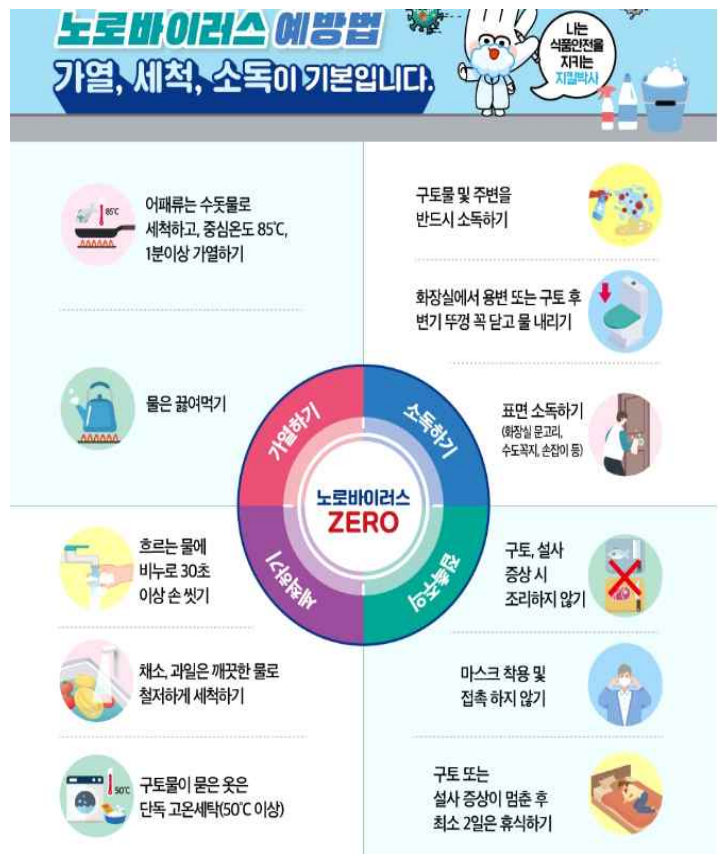 노로바이러스 예방법
가열, 세척, 소독이 기본입니다.
나는
식품안전을
지키는
지킬박사
85℃
어패류는 수돗물로
세척하고, 중심온도 85℃,
1분이상 가열하기
물은 끓여먹기
구토물 및 주변을
반드시 소독하기
화장실에서 용변 또는 구토 후
변기 뚜껑 꼭 닫고 물 내리기
표면 소독하기
(화장실 문고리,
수도꼭지, 손잡이 등)
가열하기
소독하기
노로바이러스
ZERO
세척하기
접촉주의
흐르는 물에
비누로 30초
이상 손 씻기
채소, 과일은 깨끗한 물로
철저하게 세척하기
50℃
구토물이 묻은 옷은
단독 고온세탁(50℃ 이상)
구토, 설사
증상 시
조리하지 않기
마스크 착용 및
접촉 하지 않기
구토 또는
설사 증상이 멈춘 후
최소 2일은 휴식하기